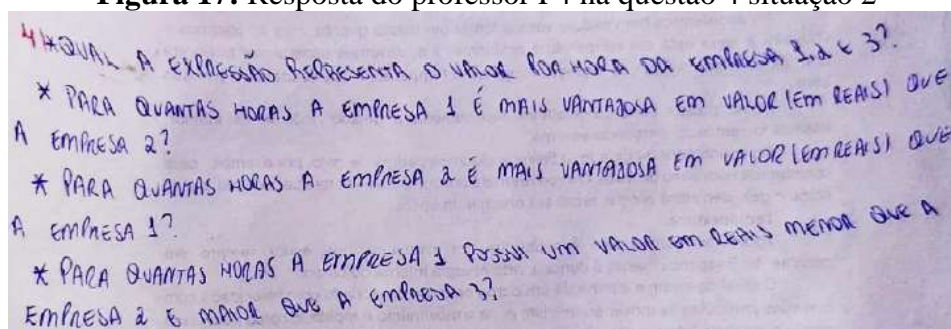 Figura 17: Resposta do professor P4 na questão 4 situação 2
4)* QUAL A EXPRESSÃO REPRESENTA O VALOR POR HORA DA EMPRESA 1,2 E 3?
* PARA QUANTAS HORAS A EMPRESA 1 É MAIS VANTAJOSA EM VALOR (EM REAIS) QUE
A EMPRESA 2?
* PARA QUANTAS HORAS A EMPRESA 2 É MAIS VANTAJOSA EM VALOR (EM REAIS) QUE
A EMPRESA 1?
* PARA QUANTAS HORAS A EMPRESA 1 POSSUI UM VALOR EM REAIS MENOR QUE A
EMPRESA 2 E MAIOR QUE A EMPRESA 3?